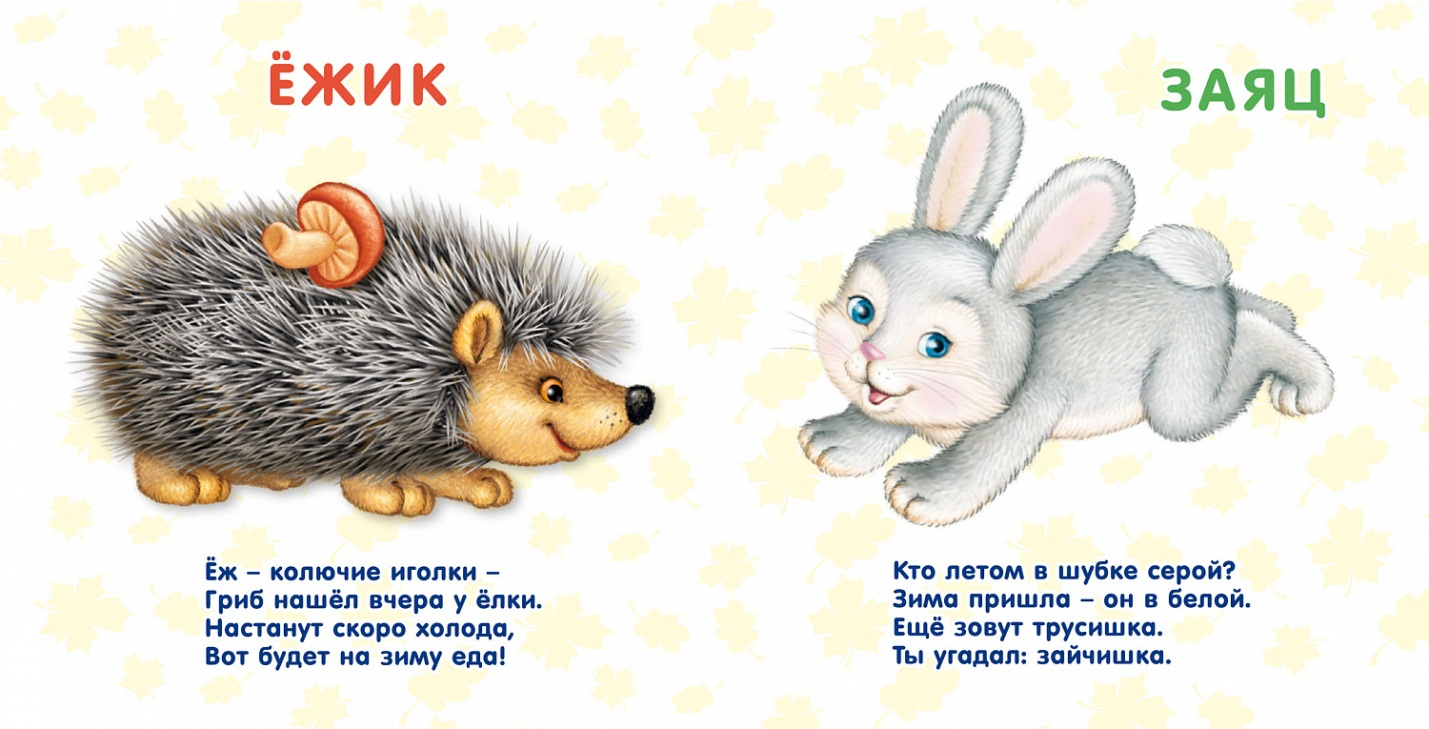 ЁЖИК
Ёж – колючие иголки –
Гриб нашёл вчера у ёлки.
Настанут скоро холода,
Вот будет на зиму еда!
ЗАЯЦ
Кто летом в шубке серой?
Зима пришла – он в белой.
Ещё зовут трусишка.
Ты угадал: зайчишка.